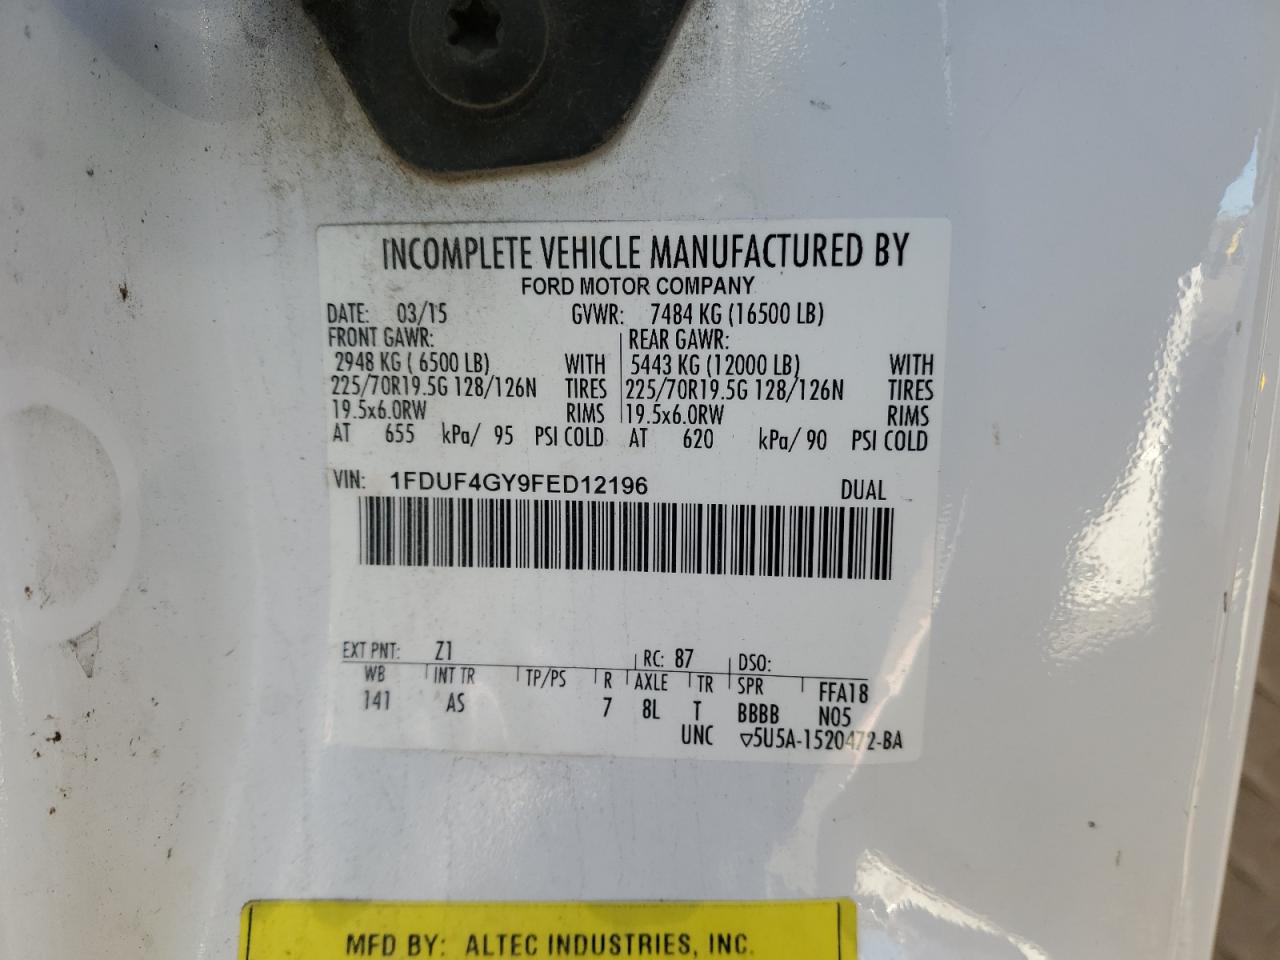 INCOMPLETE VEHICLE MANUFACTURED BY
FORD MOTOR COMPANY
DATE: 03/15 GVWR: 7484 KG (16500 LB)
FRONT GAWR: REAR GAWR:
2948 KG ( 6500 LB) WITH 5443 KG (12000 LB) WITH
225/70R19.5G 128/126N TIRES 225/70R19.5G 128/126N TIRES
19.5x6.0RW RIMS 19.5x6.0RW RIMS
AT 655 kPa/ 95 PSI COLD AT 620 kPa/ 90 PSI COLD
VIN: 1FDUF4GY9FED12196 DUAL
EXT PNT: Z1 RC: 87 DSO:
WB INT TR TP/PS R AXLE TR SPR FFA18
141 AS 7 8L T BBBB N05
UNC ▽5U5A-1520472-BA
MFD BY: ALTEC INDUSTRIES, INC.